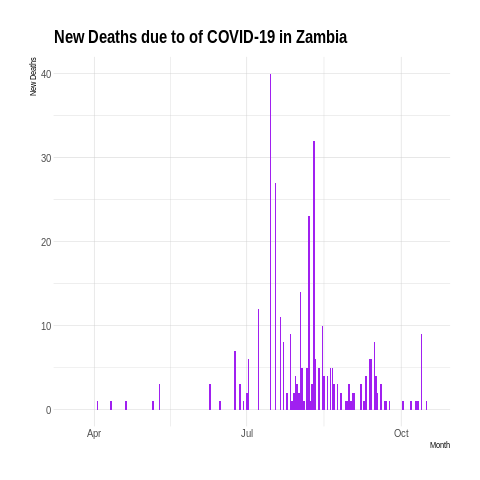 New Deaths due to of COVID-19 in Zambia
New Deaths
40
30
20
10
0
Apr Jul Oct
Month